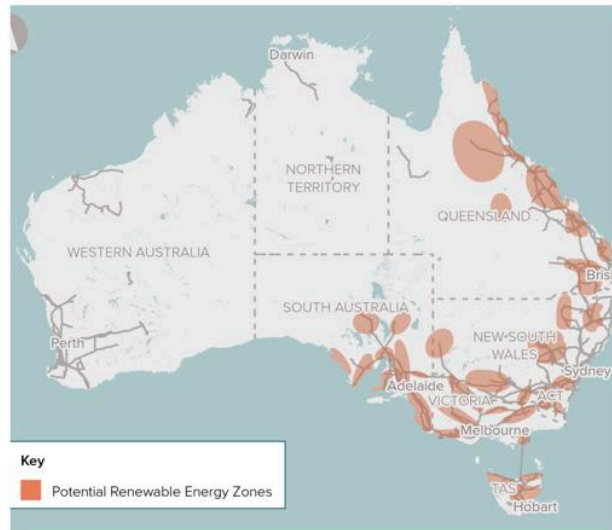 Darwin
NORTHERN
TERRITORY
QUEENSLAND
WESTERN AUSTRALIA
Bris
SOUTH AUSTRALIA
Perth
NEW SOUTH
WALES
Sydney
Adelaide
VICTORIA
ACT
Melbourne
Key
Potential Renewable Energy Zones
TAS
Hobart